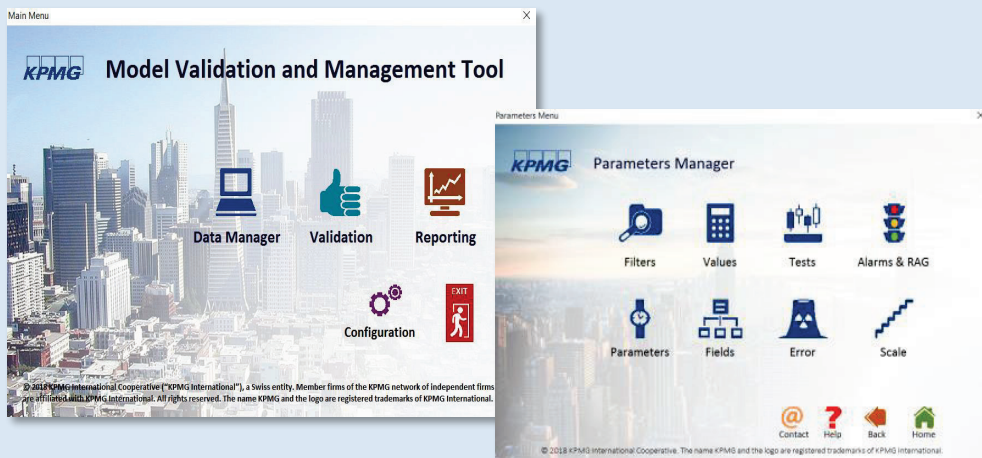 Main Menu
X
KPMG
Model Validation and Management Tool
Data Manager
Validation
Reporting
Configuration
EXIT
© 2018 KPMG International Cooperative ("KPMG International"), a Swiss entity. Member firms of the KPMG network of independent firms
are affiliated with KPMG International. All rights reserved. The name KPMG and the logo are registered trademarks of KPMG International.
Parameters Menu
X
KPMG
Parameters Manager
Filters
Values
Tests
Alarms & RAG
Parameters
Fields
Error
Scale
@
?
Contact
Help
Back
Home
© 2018 KPMG International Cooperative. The name KPMG and the logo are registered trademarks of KPMG International.